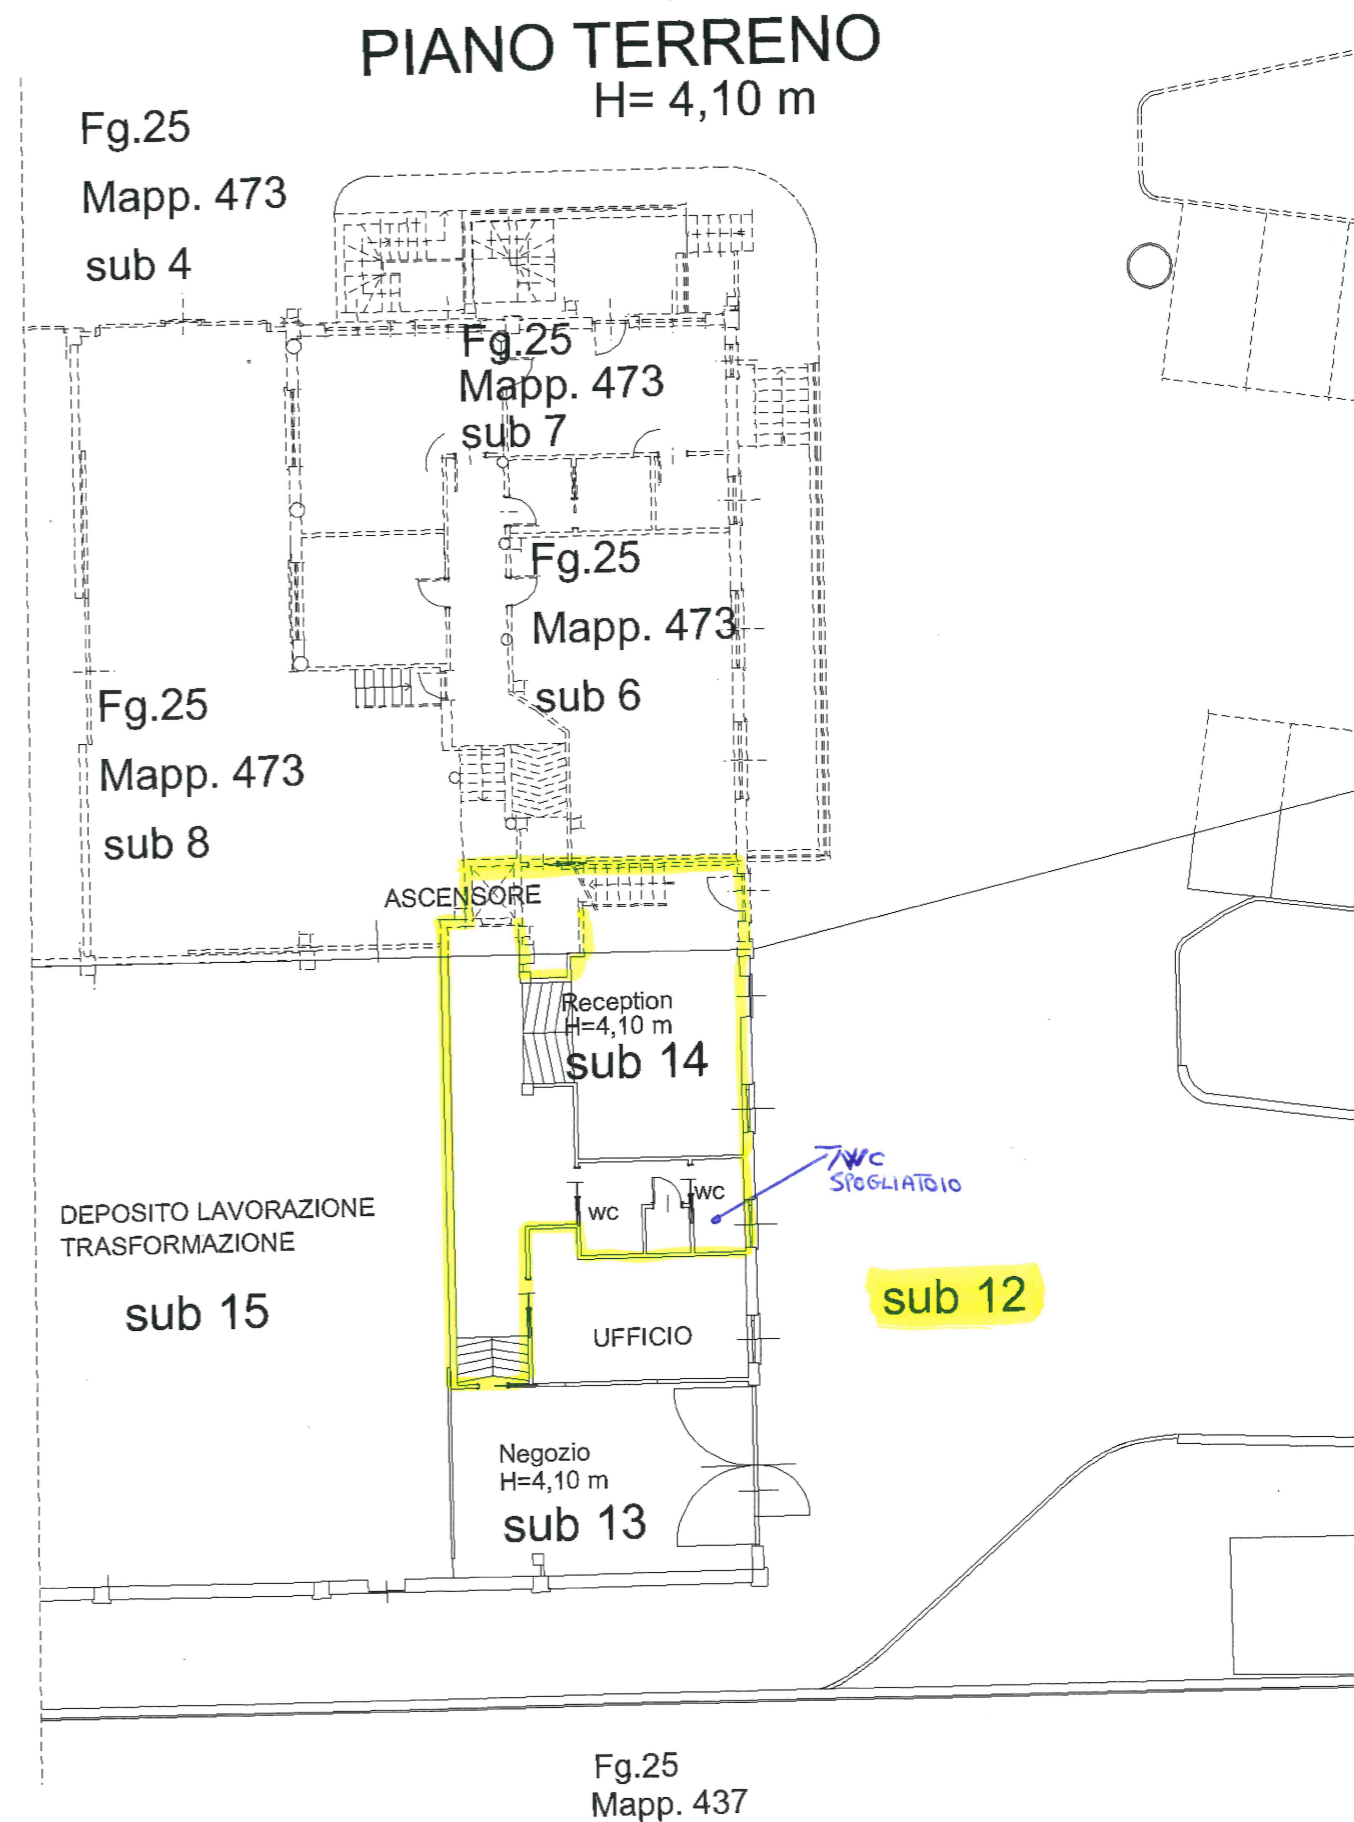 PIANO TERRENO
H= 4,10 m
Fg.25
Mapp. 473
sub 4
Fg.25
Mapp. 473
sub 7
Fg.25
Mapp. 473
sub 6
Fg.25
Mapp. 473
sub 8
ASCENSORE
Reception
H=4,10 m
sub 14
WC
SPOGLIATOIO
wc
wc
DEPOSITO LAVORAZIONE
TRASFORMAZIONE
sub 15
sub 12
UFFICIO
Negozio
H=4,10 m
sub 13
Fg.25
Mapp. 437